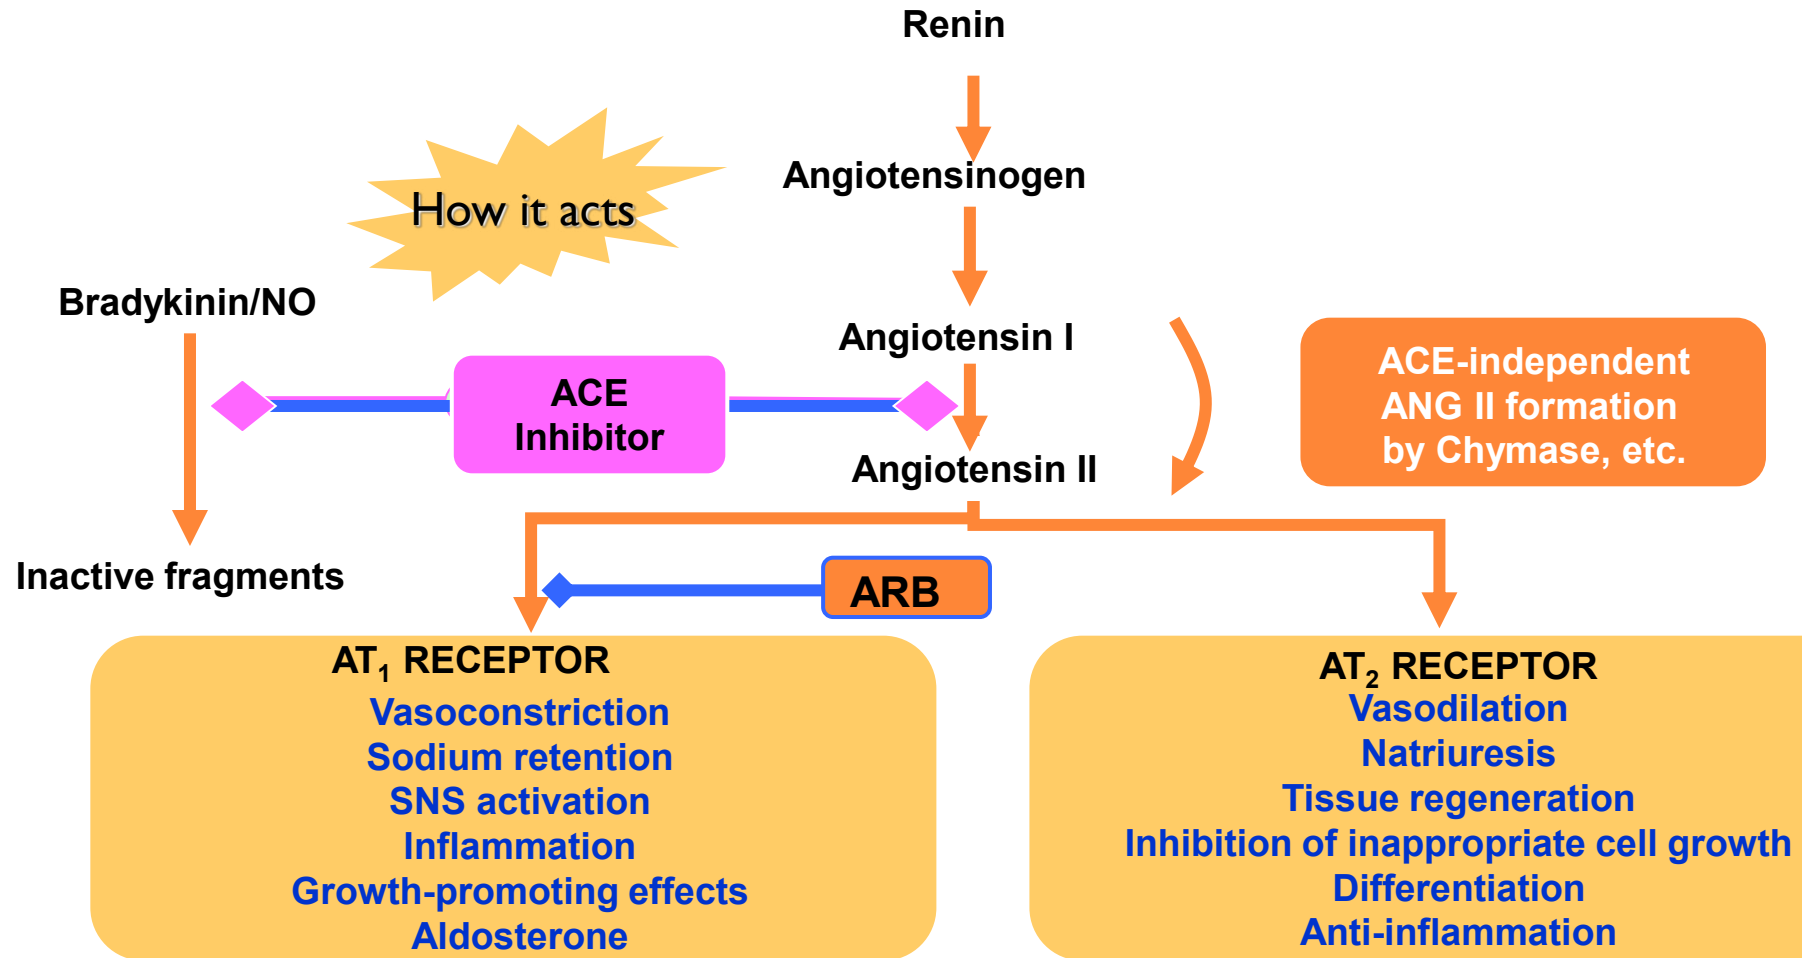 Renin
Angiotensinogen
How it acts
Bradykinin/NO
Angiotensin I
ACE
Inhibitor
ACE-independent
ANG II formation
by Chymase, etc.
Angiotensin II
Inactive fragments
ARB
AT₁ RECEPTOR
Vasoconstriction
Sodium retention
SNS activation
Inflammation
Growth-promoting effects
Aldosterone
AT₂ RECEPTOR
Vasodilation
Natriuresis
Tissue regeneration
Inhibition of inappropriate cell growth
Differentiation
Anti-inflammation